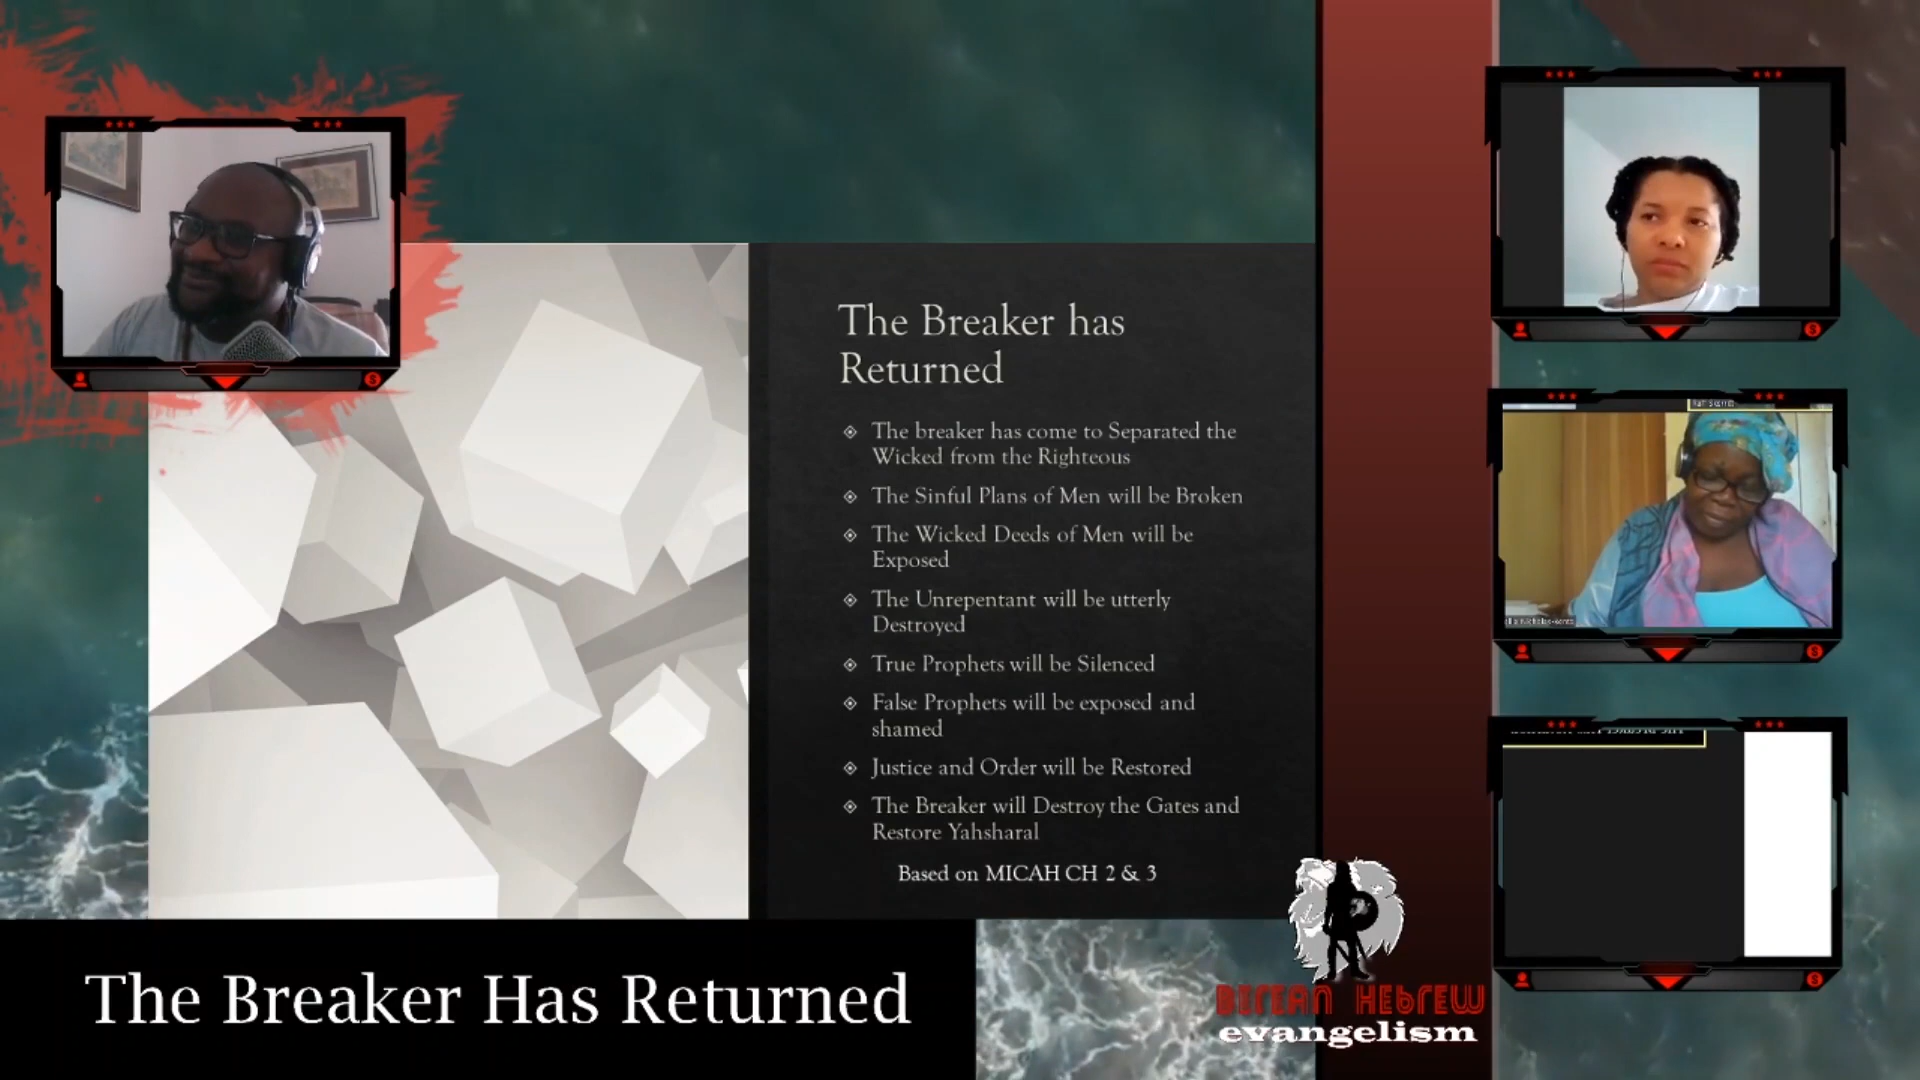 The Breaker has
Returned
The breaker has come to Separated the
Wicked from the Righteous
The Sinful Plans of Men will be Broken
The Wicked Deeds of Men will be
Exposed
The Unrepentant will be utterly
Destroyed
True Prophets will be Silenced
False Prophets will be exposed and
shamed
Justice and Order will be Restored
The Breaker will Destroy the Gates and
Restore Yahsharal
Based on MICAH CH 2 & 3
The Breaker Has Returned
BEREAN HEBREW
evangelism